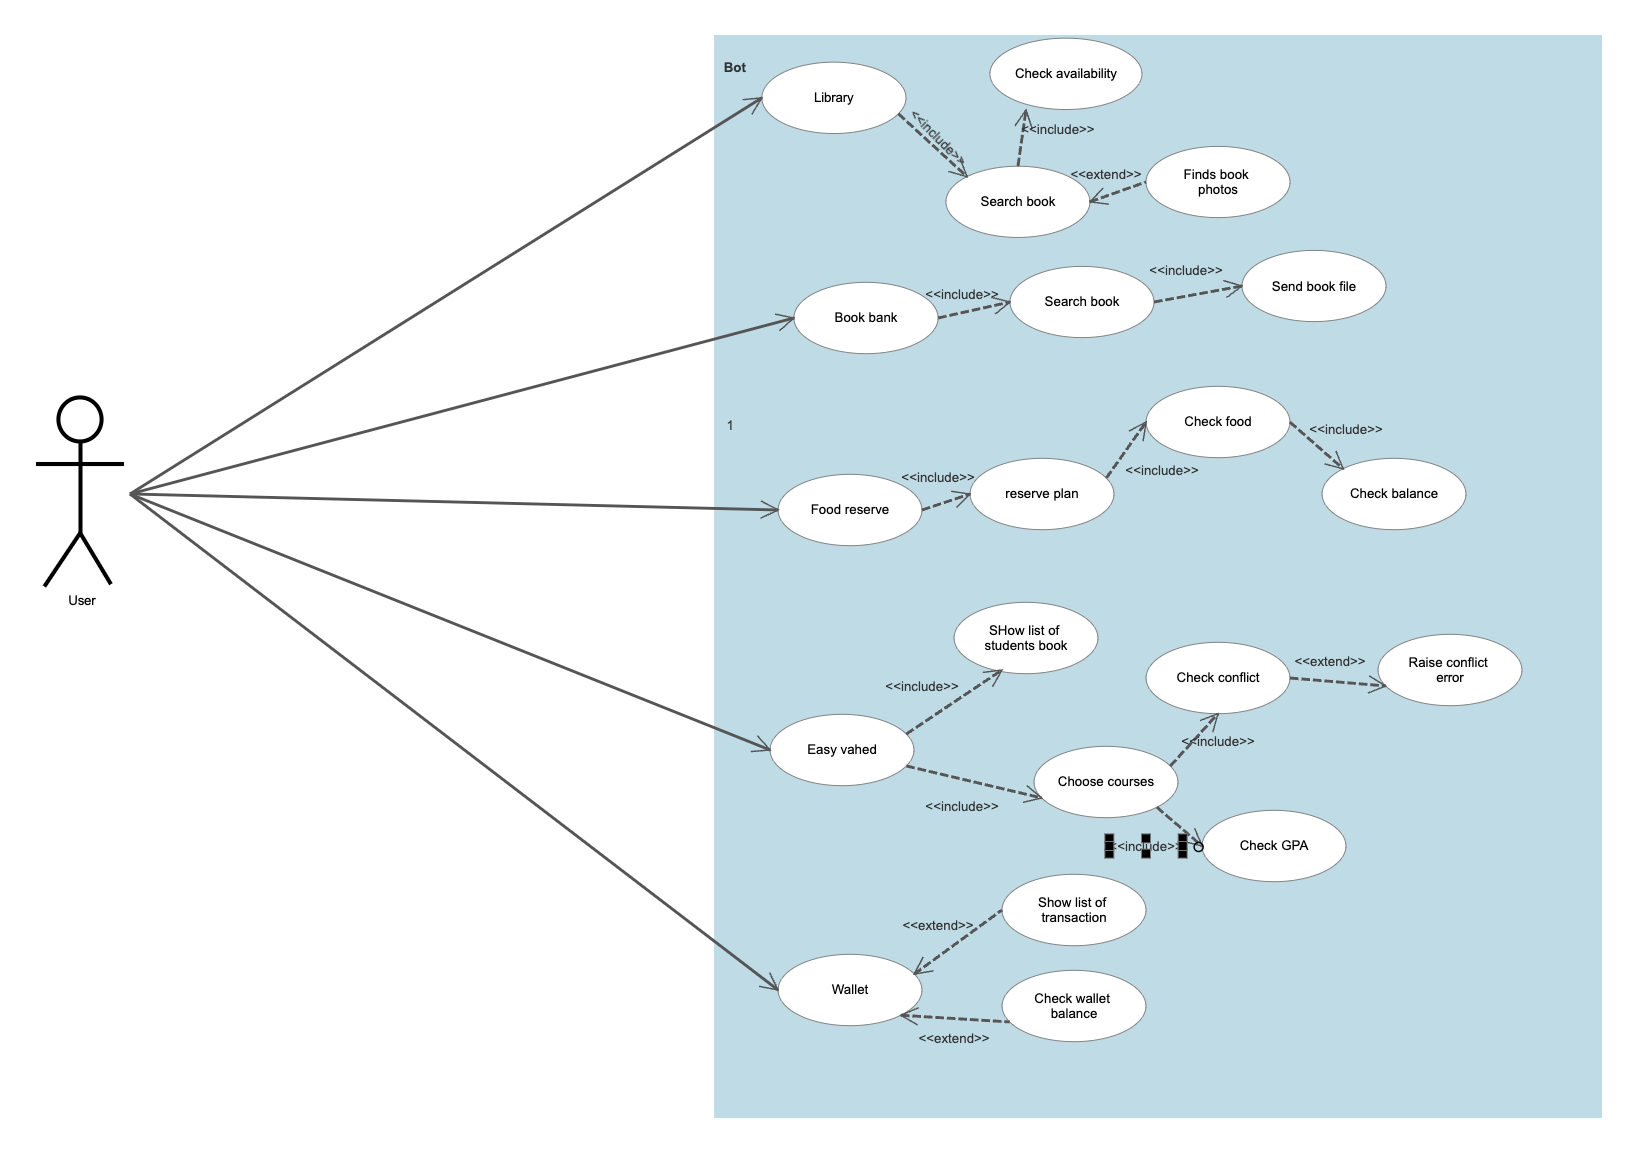 Bot
Library
Check availability
<<include>>
<<include>>
Search book
<<extend>>
Finds book
photos
Book bank
<<include>>
Search book
<<include>>
Send book file
1
Food reserve
<<include>>
reserve plan
<<include>>
Check food
<<include>>
Check balance
User
SHow list of
students book
<<include>>
Easy vahed
<<include>>
Choose courses
<<include>>
Check conflict
<<extend>>
Raise conflict
error
<<include>>
Check GPA
Show list of
transaction
<<extend>>
Wallet
Check wallet
balance
<<extend>>